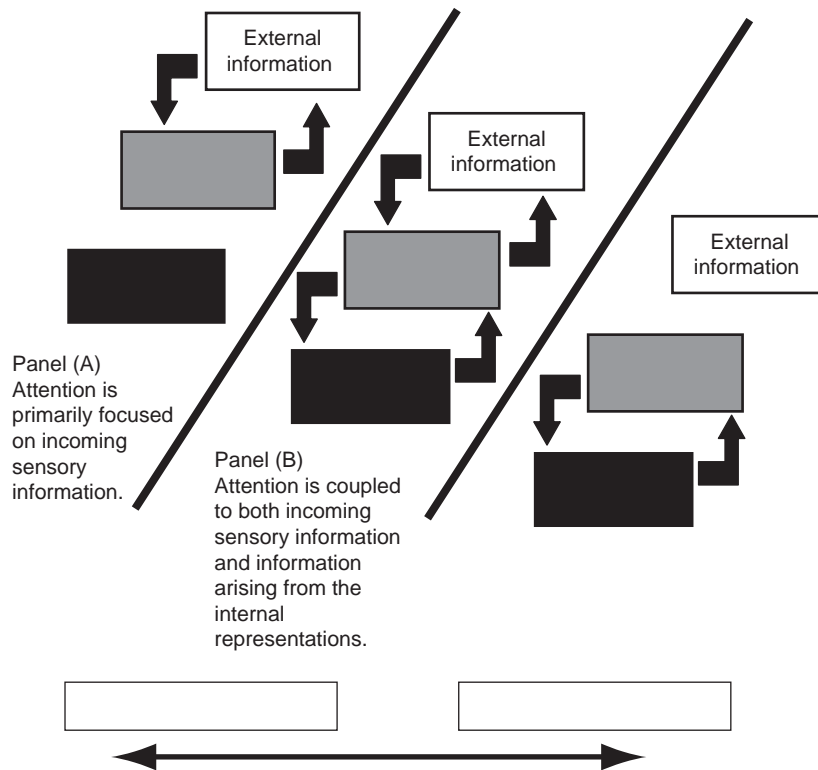 External
information
External
information
External
information
Panel (A)
Attention is
primarily focused
on incoming
sensory
information.
Panel (B)
Attention is coupled
to both incoming
sensory information
and information
arising from the
internal
representations.